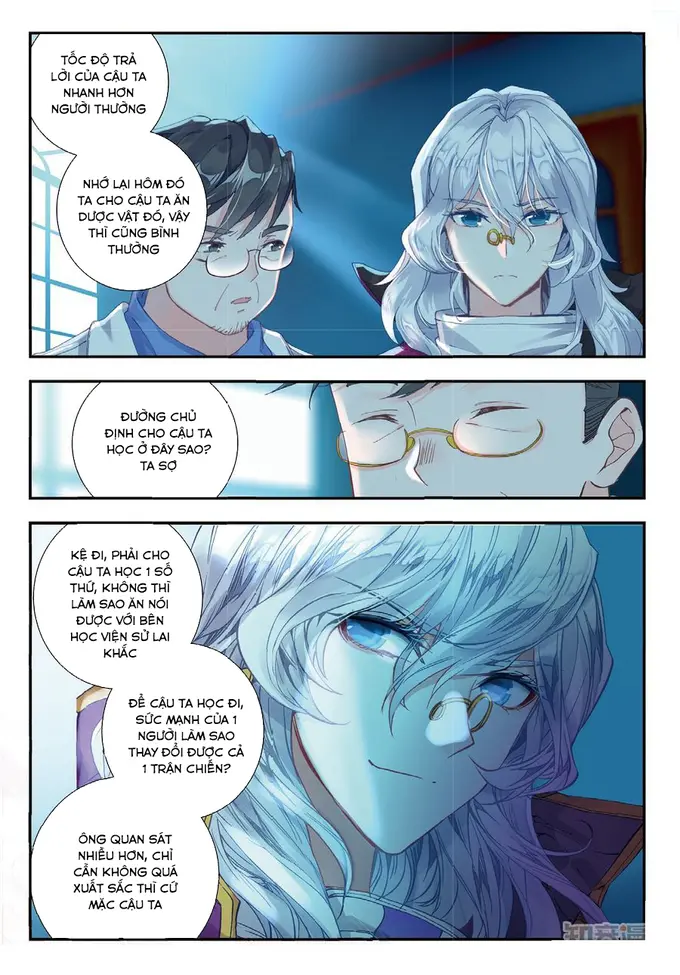 TỐC ĐỘ TRẢ
LỜI CỦA CẬU TA
NHANH HƠN
NGƯỜI THƯỜNG
NHỚ LẠI HÔM ĐÓ
TA CHO CẬU TA ĂN
DƯỢC VẬT ĐÓ, VẬY
THÌ CŨNG BÌNH
THƯỜNG
ĐƯỜNG CHỦ
ĐỊNH CHO CẬU TA
HỌC Ở ĐÂY SAO?
TA SỢ
KỆ ĐI, PHẢI CHO
CẬU TA HỌC 1 SỐ
THỨ, KHÔNG THÌ
LÀM SAO ĂN NÓI
ĐƯỢC VỚI BÊN
HỌC VIỆN SỬ LAI
KHẮC
ĐỂ CẬU TA HỌC ĐI,
SỨC MẠNH CỦA 1
NGƯỜI LÀM SAO
THAY ĐỔI ĐƯỢC CẢ
1 TRẬN CHIẾN?
ÔNG QUAN SÁT
NHIỀU HƠN, CHỈ
CẦN KHÔNG QUÁ
XUẤT SẮC THÌ CỨ
MẶC CẬU TA
知音漫